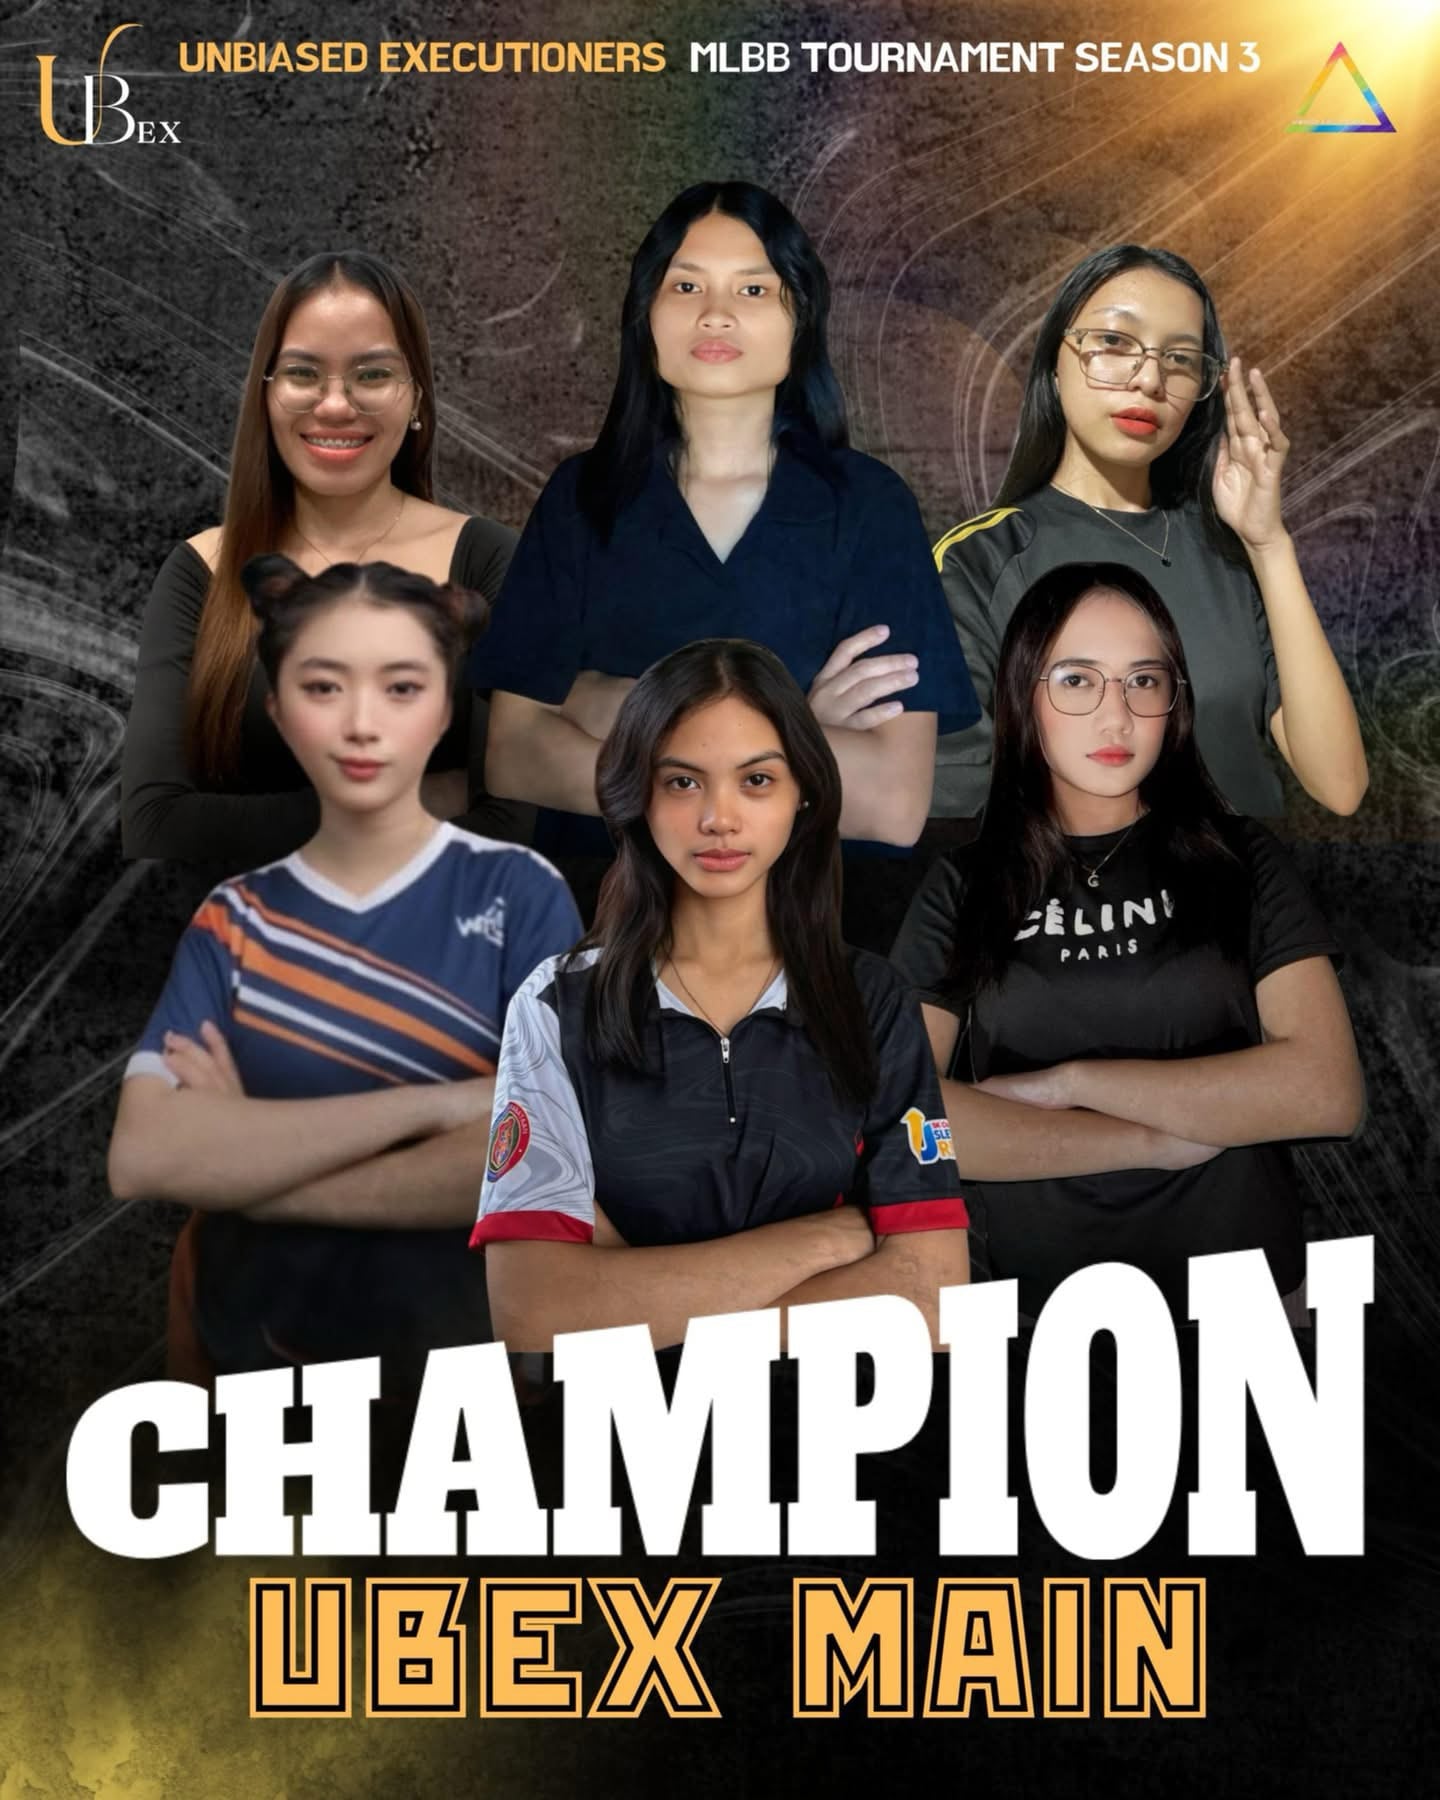 UBEX
UNBIASED EXECUTIONERS MLBB TOURNAMENT SEASON 3
CÉLINE
PARIS
CHAMPION
UBEX MAIN